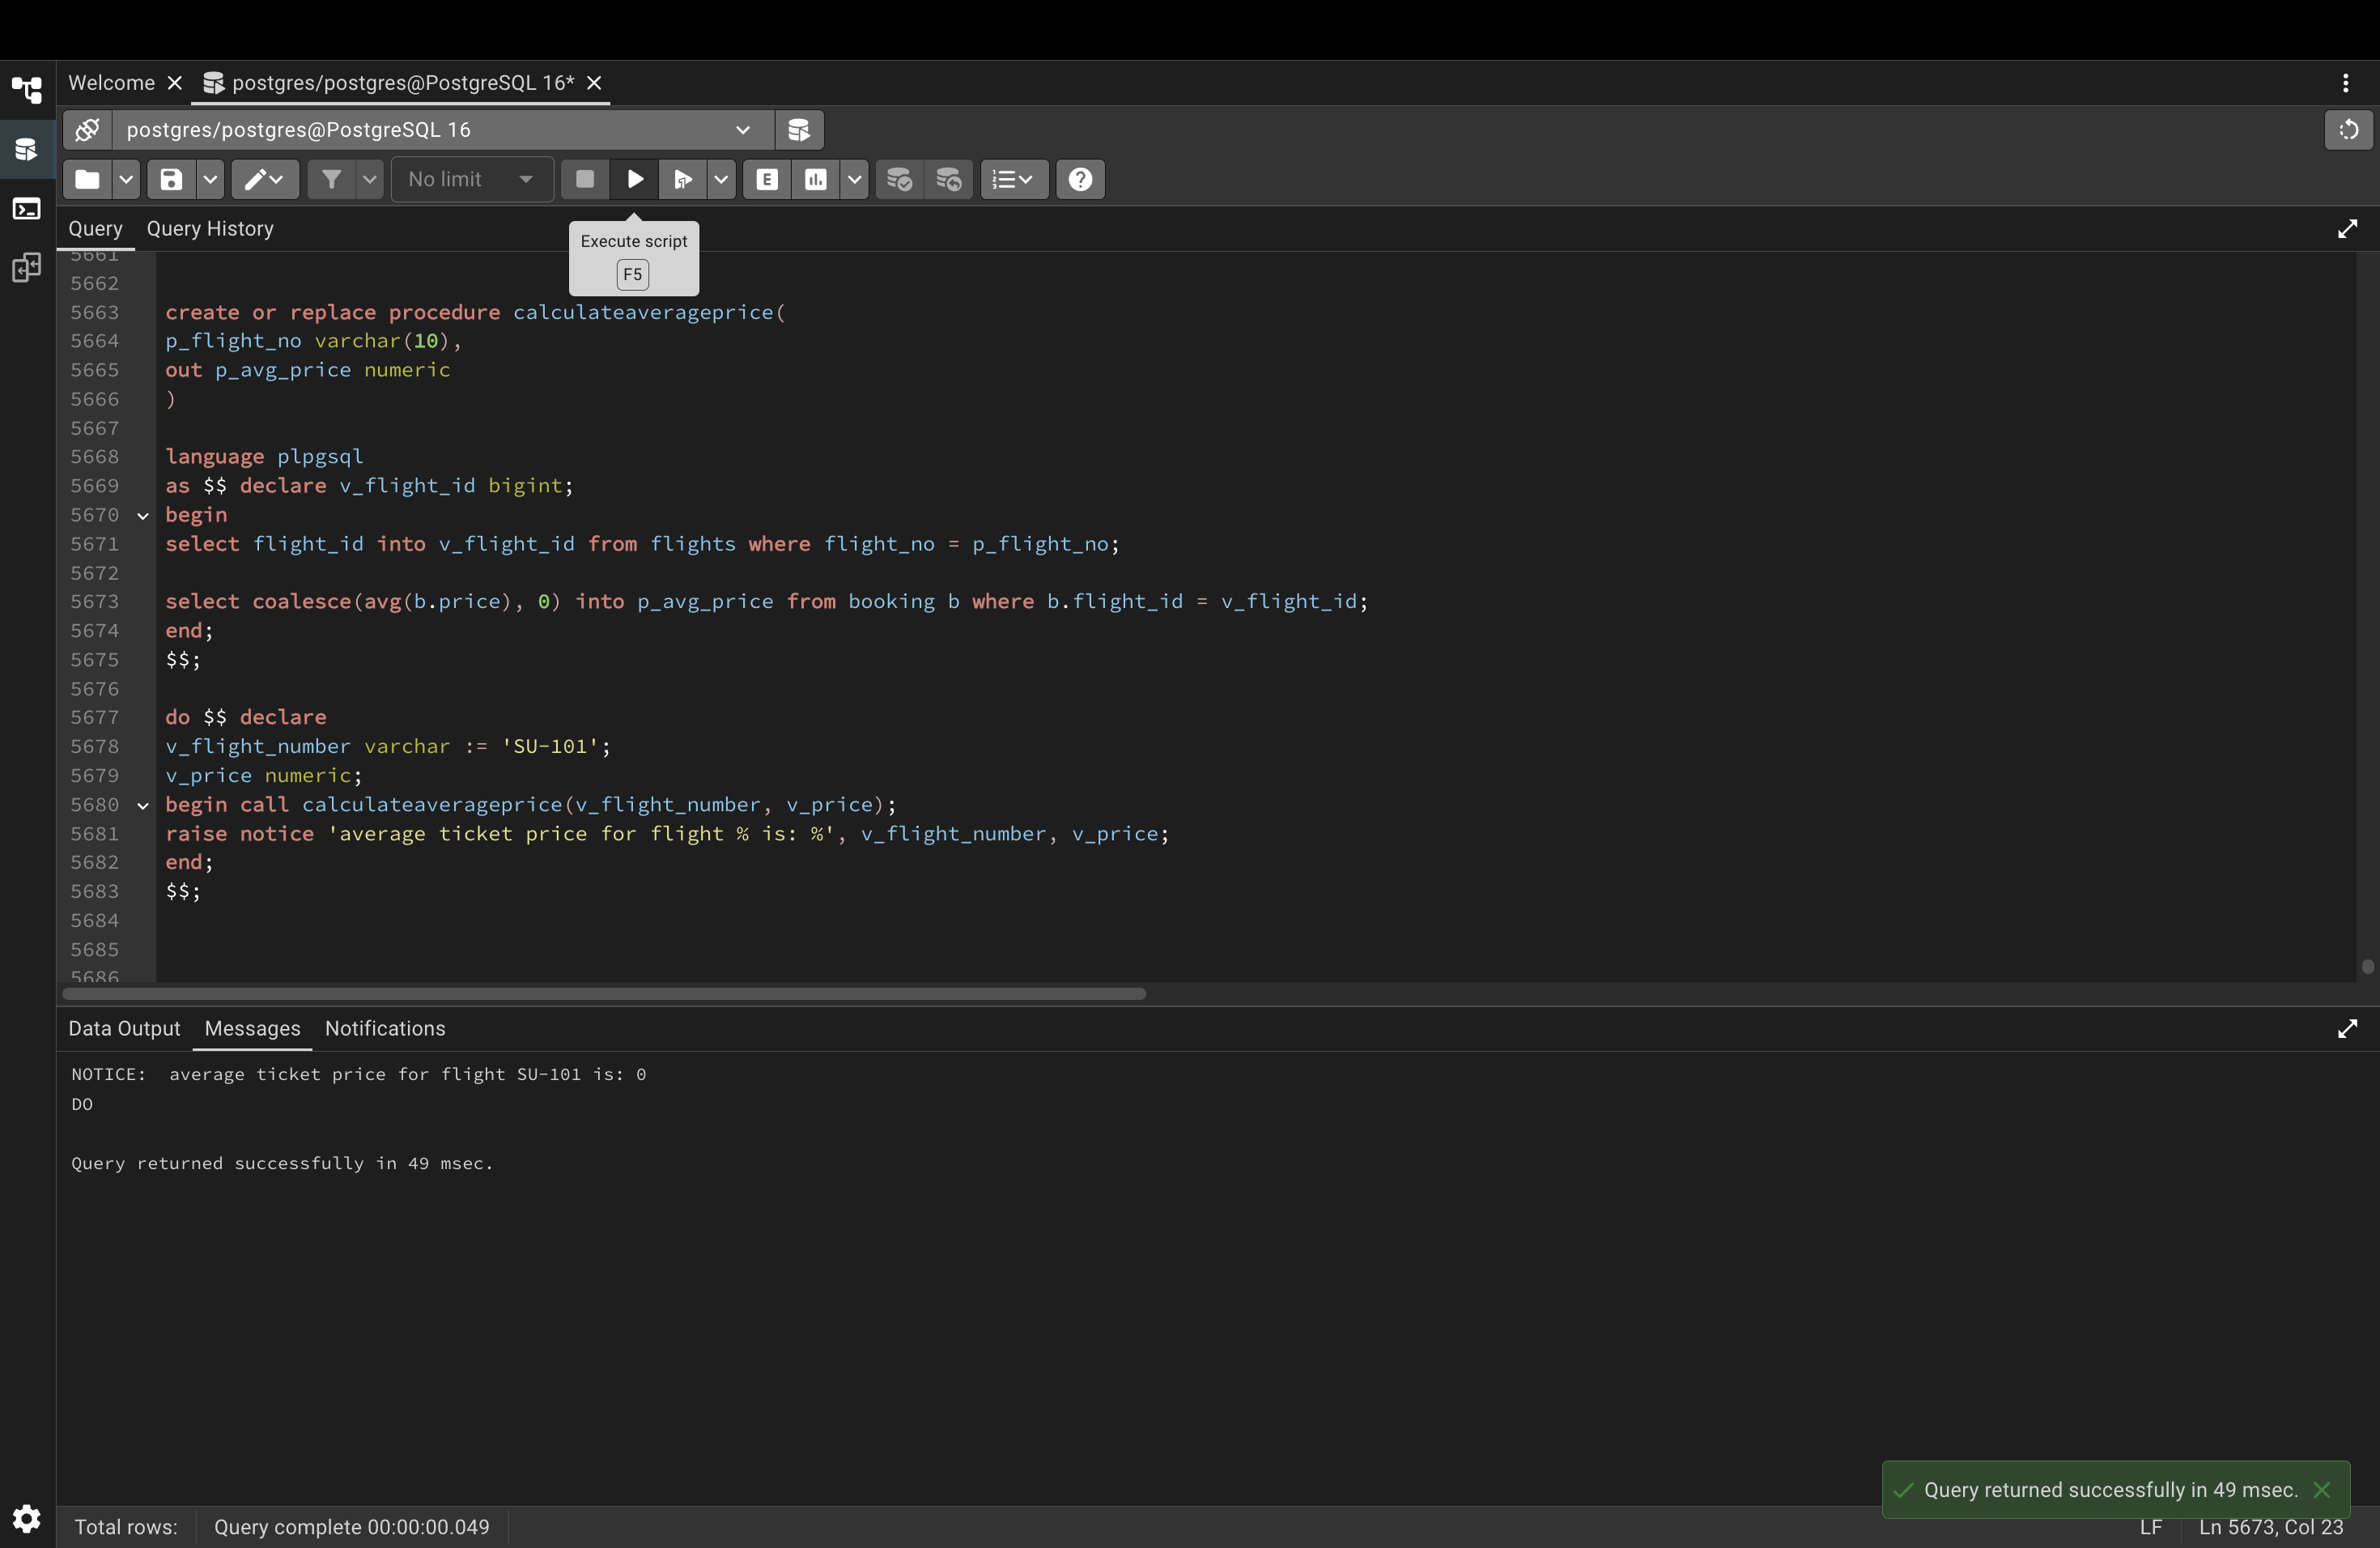 Welcome
postgres/postgres@PostgreSQL 16*
postgres/postgres@PostgreSQL 16
No limit
E
Query
Query History
Execute script
F5
5661
5662
5663 create or replace procedure calculateaverageprice(
5664 p_flight_no varchar(10),
5665 out p_avg_price numeric
5666 )
5667
5668 language plpgsql
5669 as $$ declare v_flight_id bigint;
5670 begin
5671 select flight_id into v_flight_id from flights where flight_no = p_flight_no;
5672
5673 select coalesce(avg(b.price), 0) into p_avg_price from booking b where b.flight_id = v_flight_id;
5674 end;
5675 $$;
5676
5677 do $$ declare
5678 v_flight_number varchar := 'SU-101';
5679 v_price numeric;
5680 begin call calculateaverageprice(v_flight_number, v_price);
5681 raise notice 'average ticket price for flight % is: %', v_flight_number, v_price;
5682 end;
5683 $$;
5684
5685
5686
Data Output
Messages
Notifications
NOTICE:  average ticket price for flight SU-101 is: 0
DO
Query returned successfully in 49 msec.
Query returned successfully in 49 msec.
Total rows:
Query complete 00:00:00.049
LF
Ln 5673, Col 23